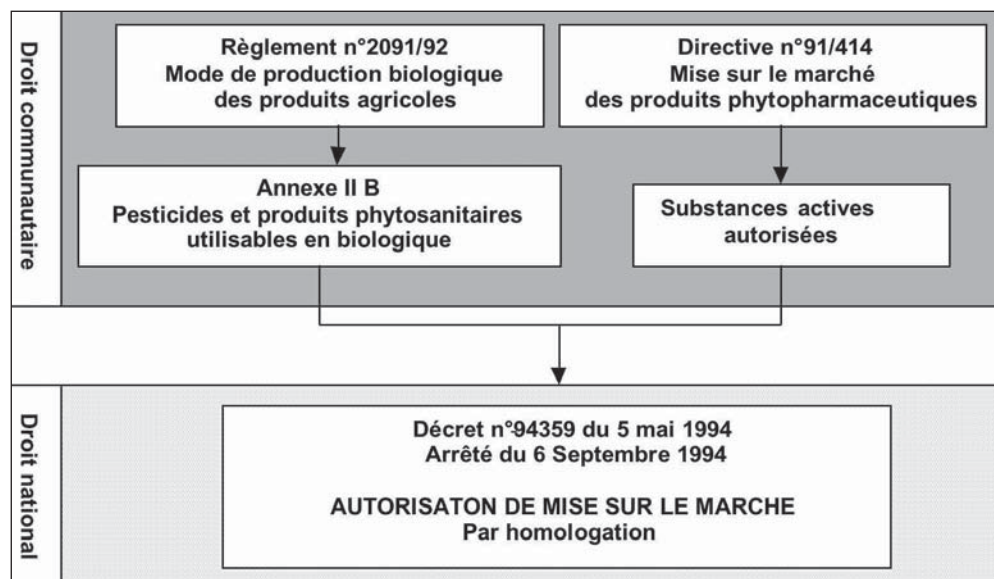 Droit communautaire
Règlement n°2091/92
Mode de production biologique
des produits agricoles
Directive n°91/414
Mise sur le marché
des produits phytopharmaceutiques
Annexe II B
Pesticides et produits phytosanitaires
utilisables en biologique
Substances actives
autorisées
Droit national
Décret n°94359 du 5 mai 1994
Arrêté du 6 Septembre 1994
AUTORISATON DE MISE SUR LE MARCHE
Par homologation